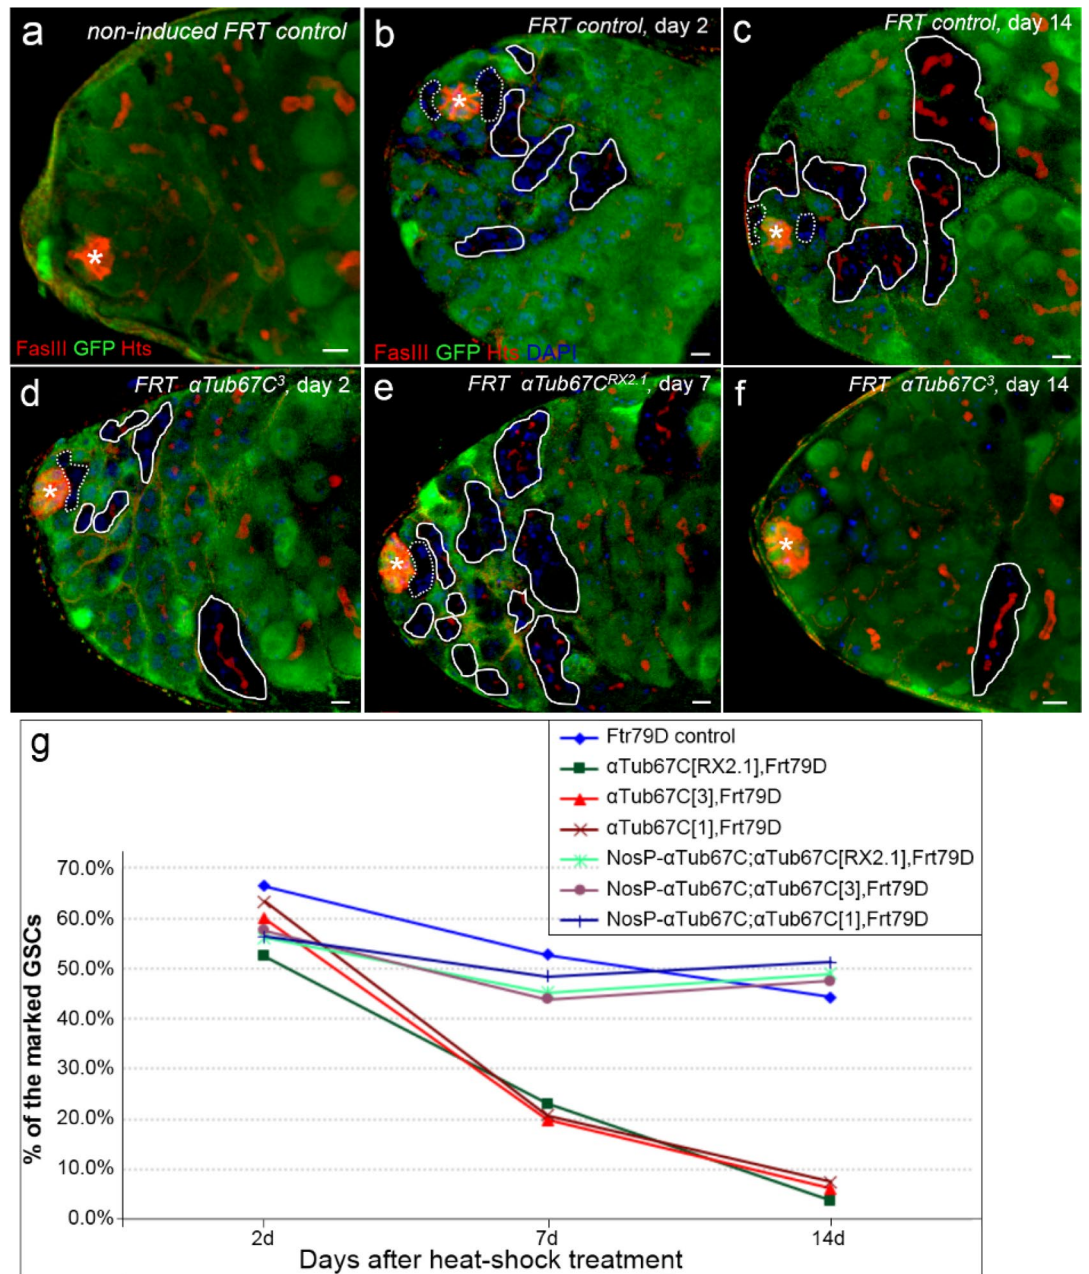 a non-induced FRT control
*
FasIII GFP Hts
b FRT control, day 2
*
FasIII GFP Hts DAPI
c FRT control, day 14
*
d FRT αTub67C3, day 2
*
e FRT αTub67CRX2.1, day 7
*
f FRT αTub67C3, day 14
*
g
Ftr79D control
αTub67C[RX2.1],Frt79D
αTub67C[3],Frt79D
αTub67C[1],Frt79D
NosP-αTub67C;αTub67C[RX2.1],Frt79D
NosP-αTub67C;αTub67C[3],Frt79D
NosP-αTub67C;αTub67C[1],Frt79D
% of the marked GSCs
70.0%
60.0%
50.0%
40.0%
30.0%
20.0%
10.0%
0.0%
2d 7d 14d
Days after heat-shock treatment